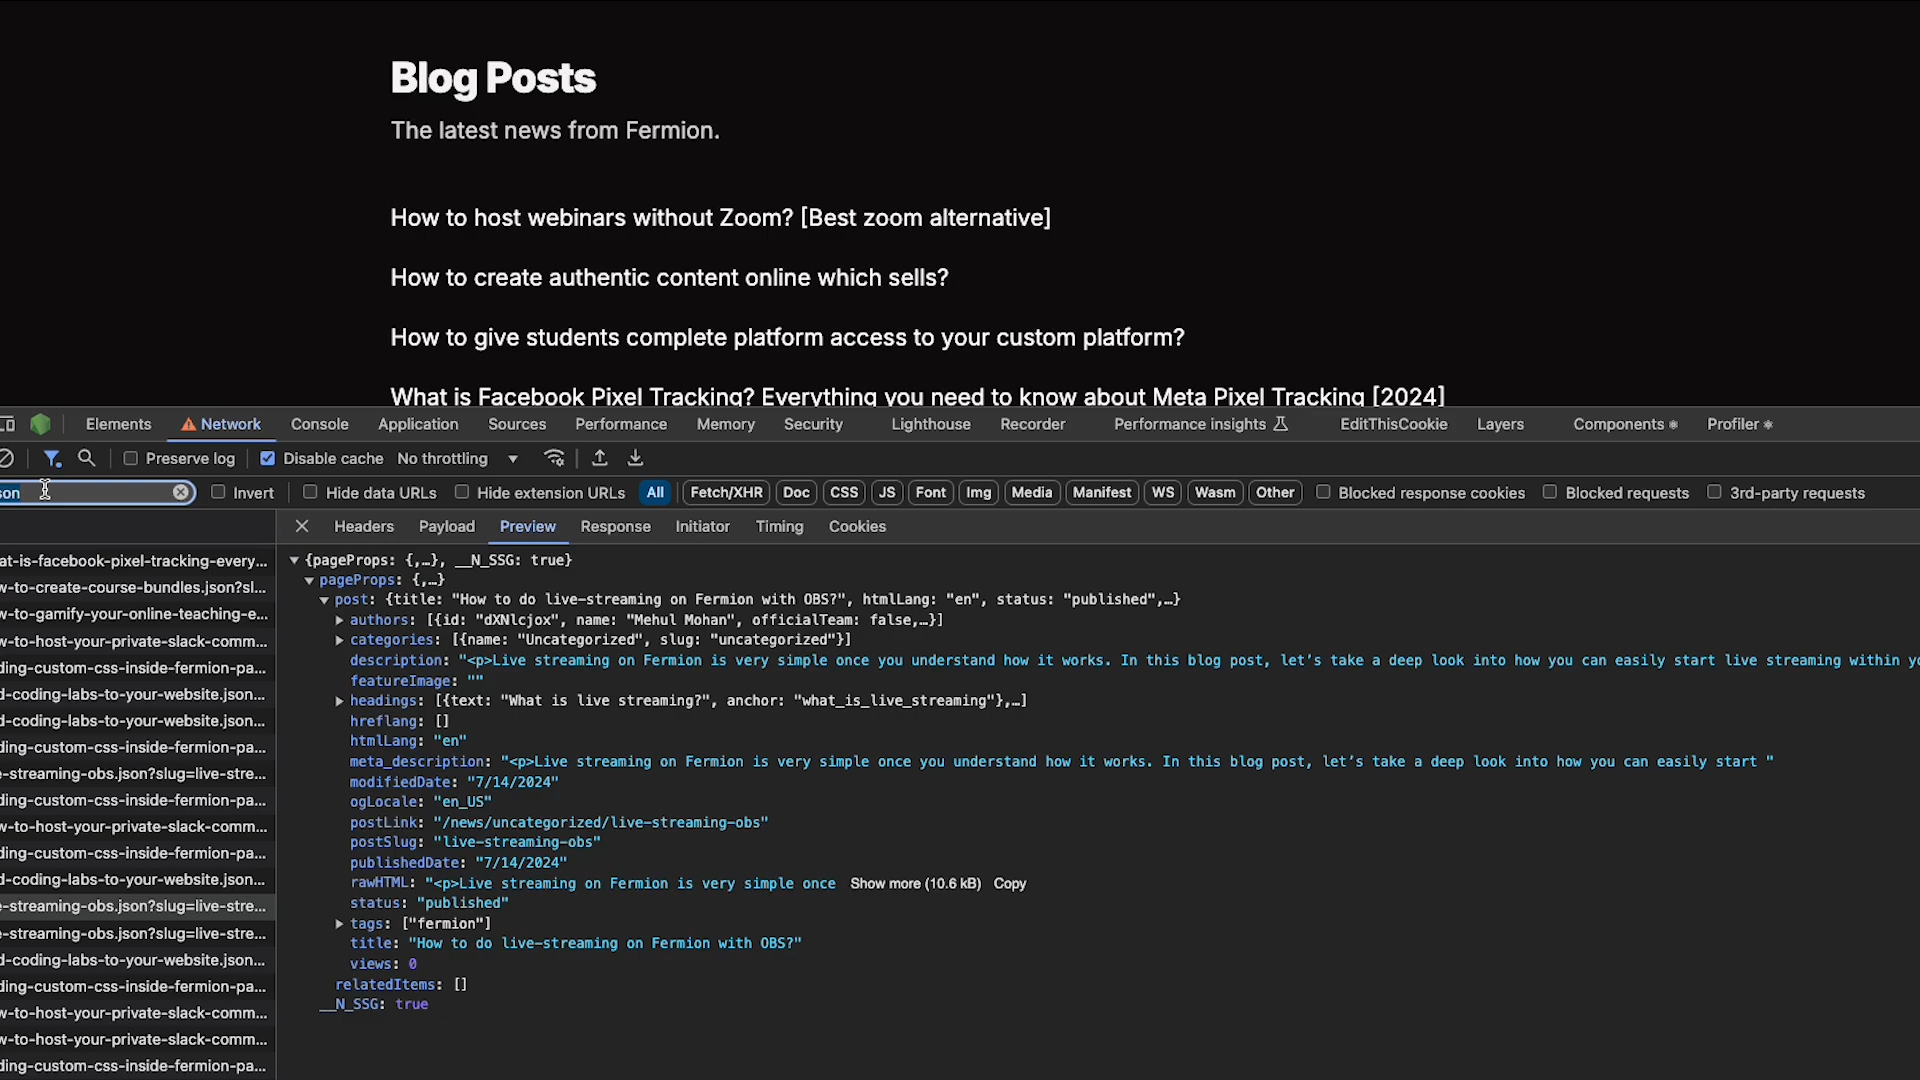 Blog Posts
The latest news from Fermion.
How to host webinars without Zoom? [Best zoom alternative]
How to create authentic content online which sells?
How to give students complete platform access to your custom platform?
What is Facebook Pixel Tracking? Everything you need to know about Meta Pixel Tracking [2024]
Elements Network Console Application Sources Performance Memory Security Lighthouse Recorder Performance insights EditThisCookie Layers Components Profiler
Preserve log Disable cache No throttling
son Invert Hide data URLs Hide extension URLs All Fetch/XHR Doc CSS JS Font Img Media Manifest WS Wasm Other Blocked response cookies Blocked requests 3rd-party requests
Headers Payload Preview Response Initiator Timing Cookies
at-is-facebook-pixel-tracking-every...
w-to-create-course-bundles.json?sl...
w-to-gamify-your-online-teaching-e...
w-to-host-your-private-slack-comm...
ding-custom-css-inside-fermion-pa...
d-coding-labs-to-your-website.json...
d-coding-labs-to-your-website.json...
ding-custom-css-inside-fermion-pa...
e-streaming-obs.json?slug=live-stre...
ding-custom-css-inside-fermion-pa...
w-to-host-your-private-slack-comm...
ding-custom-css-inside-fermion-pa...
d-coding-labs-to-your-website.json...
e-streaming-obs.json?slug=live-stre...
e-streaming-obs.json?slug=live-stre...
d-coding-labs-to-your-website.json...
ding-custom-css-inside-fermion-pa...
w-to-host-your-private-slack-comm...
w-to-host-your-private-slack-comm...
ding-custom-css-inside-fermion-pa...
{pageProps: {,…}, __N_SSG: true}
pageProps: {,…}
post: {title: "How to do live-streaming on Fermion with OBS?", htmlLang: "en", status: "published",…}
authors: [{id: "dXNlcjox", name: "Mehul Mohan", officialTeam: false,…}]
categories: [{name: "Uncategorized", slug: "uncategorized"}]
description: "<p>Live streaming on Fermion is very simple once you understand how it works. In this blog post, let's take a deep look into how you can easily start live streaming within yo
featureImage: ""
headings: [{text: "What is live streaming?", anchor: "what_is_live_streaming"},…]
hreflang: []
htmlLang: "en"
meta_description: "<p>Live streaming on Fermion is very simple once you understand how it works. In this blog post, let's take a deep look into how you can easily start "
modifiedDate: "7/14/2024"
ogLocale: "en_US"
postLink: "/news/uncategorized/live-streaming-obs"
postSlug: "live-streaming-obs"
publishedDate: "7/14/2024"
rawHTML: "<p>Live streaming on Fermion is very simple once Show more (10.6 kB) Copy
status: "published"
tags: ["fermion"]
title: "How to do live-streaming on Fermion with OBS?"
views: 0
relatedItems: []
__N_SSG: true